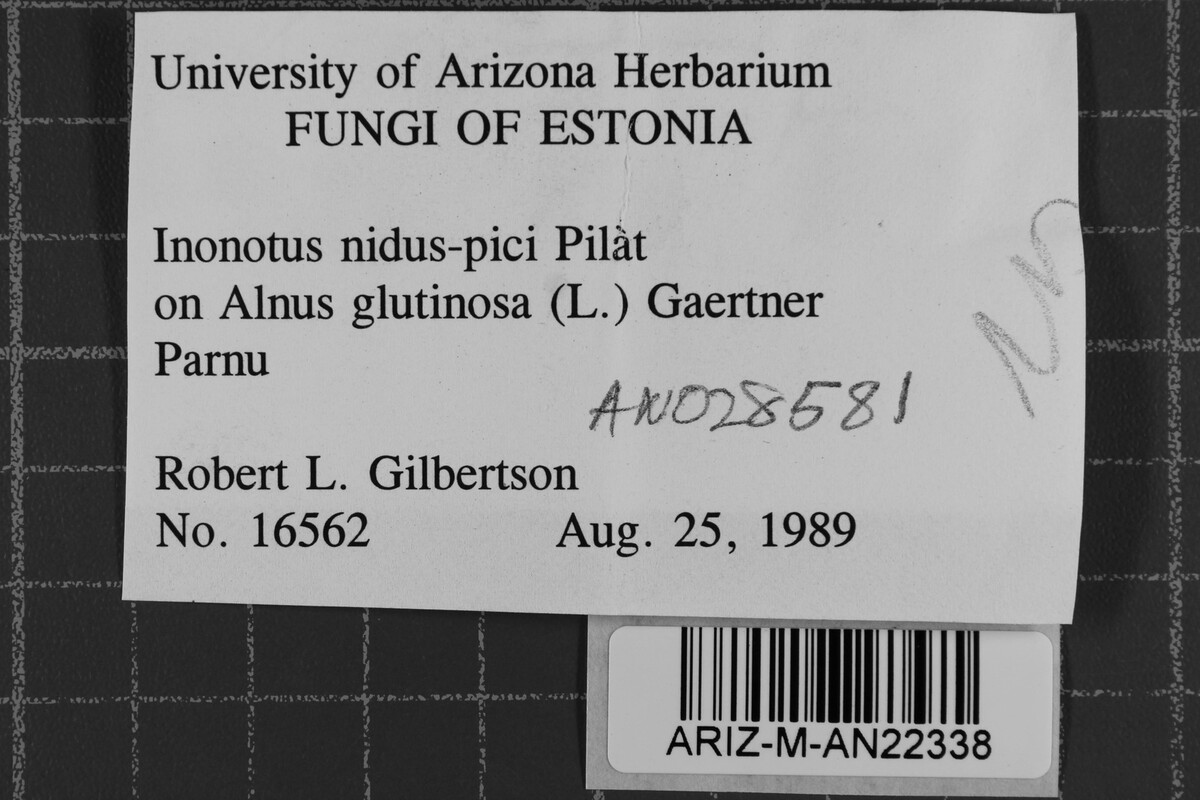 University of Arizona Herbarium
FUNGI OF ESTONIA
Inonotus nidus-pici Pilàt
on Alnus glutinosa (L.) Gaertner
Parnu
AN028581
Robert L. Gilbertson
No. 16562 Aug. 25, 1989
ARIZ-M-AN22338